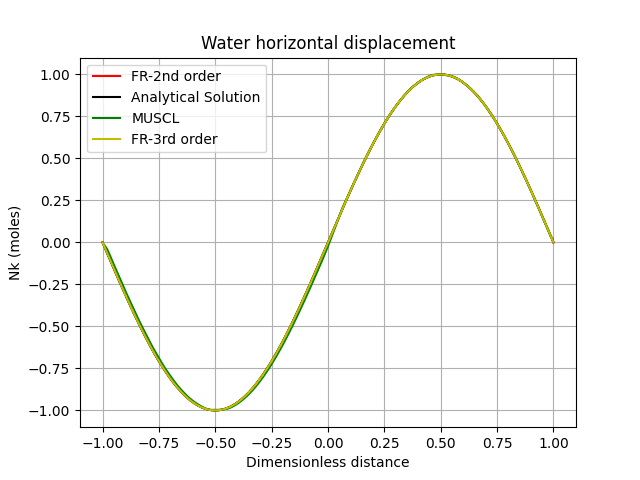 Water horizontal displacement
FR-2nd order
Analytical Solution
MUSCL
FR-3rd order
1.00
0.75
0.50
0.25
0.00
−0.25
−0.50
−0.75
−1.00
Nk (moles)
−1.00 −0.75 −0.50 −0.25 0.00 0.25 0.50 0.75 1.00
Dimensionless distance